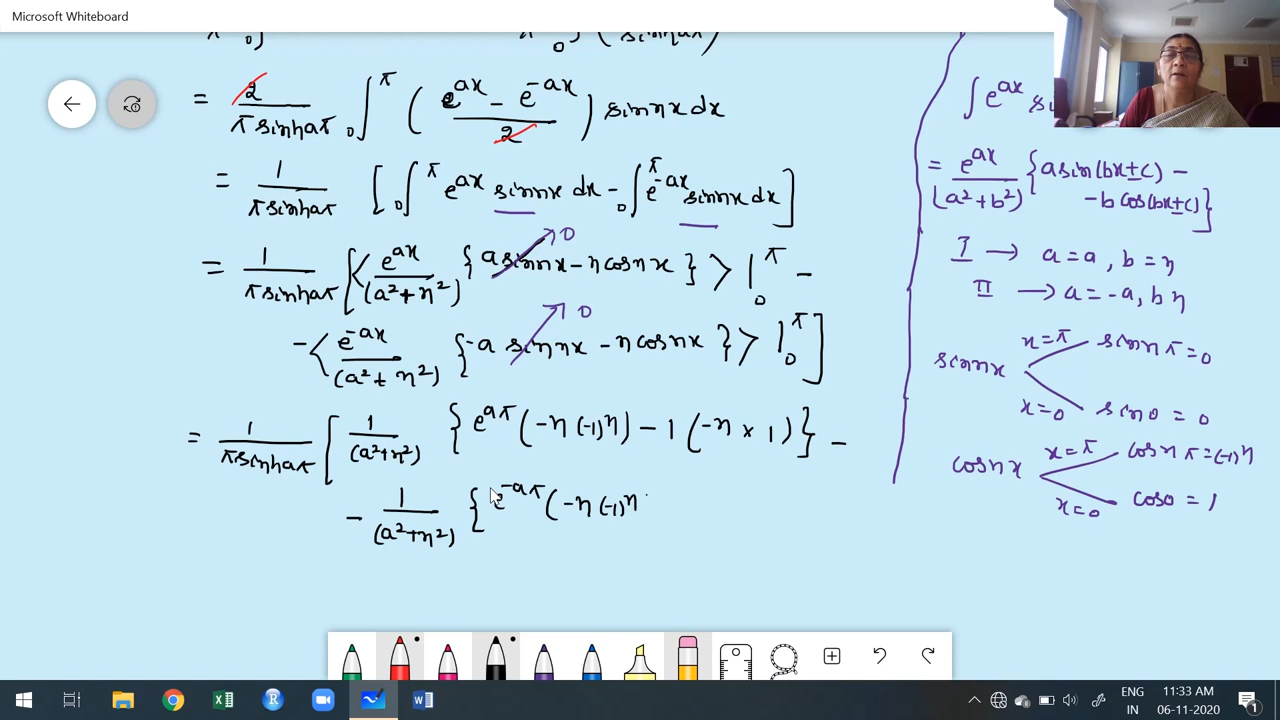 Microsoft Whiteboard
= 2/(π sinhaπ) ₀∫^π ( (e^ax - e^-ax)/2 ) sin nx dx
= 1/(π sinhaπ) [ ₀∫^π e^ax sin nx dx - ₀∫^π e^-ax sin nx dx ]
= 1/(π sinhaπ) [ < e^ax/(a²+n²) { a sin nx - n cos nx } > |₀^π -
0
- < e^-ax/(a²+n²) { -a sin nx - n cos nx } > |₀^π ]
0
= 1/(π sinhaπ) [ 1/(a²+n²) { e^aπ (-n (-1)^n) - 1 (-n × 1) } -
- 1/(a²+n²) { e^-aπ (-n (-1)^n
∫ e^ax
= e^ax/(a²+b²) { a sin(bx±c) -
- b cos(bx±c) }
I → a = a, b = n
II → a = -a, b n
x=π sin nπ = 0
sin nx
x=0 sin 0 = 0
x=π cos nπ = (-1)^n
cos nx
x=0 cos 0 = 1
ENG
IN
11:33 AM
06-11-2020
1